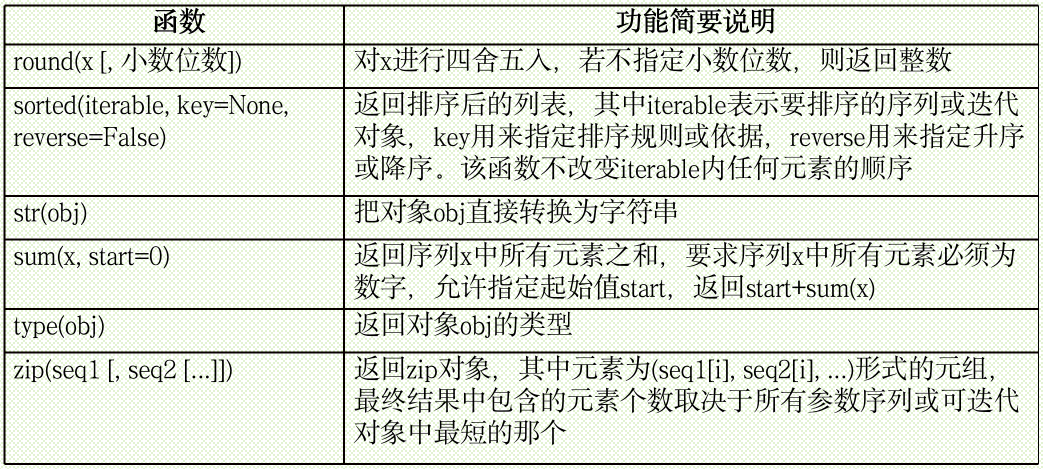 函数 功能简要说明
round(x [, 小数位数]) 对x进行四舍五入，若不指定小数位数，则返回整数
sorted(iterable, key=None, 返回排序后的列表，其中iterable表示要排序的序列或迭代
reverse=False) 对象，key用来指定排序规则或依据，reverse用来指定升序
或降序。该函数不改变iterable内任何元素的顺序
str(obj) 把对象obj直接转换为字符串
sum(x, start=0) 返回序列x中所有元素之和，要求序列x中所有元素必须为
数字，允许指定起始值start，返回start+sum(x)
type(obj) 返回对象obj的类型
zip(seq1 [, seq2 [...]]) 返回zip对象，其中元素为(seq1[i], seq2[i], ...)形式的元组，
最终结果中包含的元素个数取决于所有参数序列或可迭代
对象中最短的那个